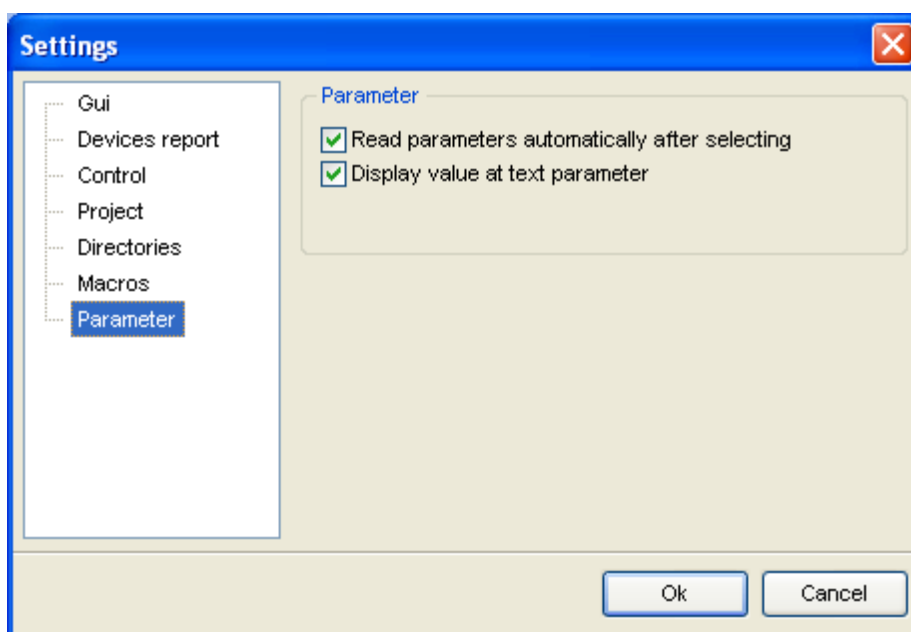 Settings
Gui
Devices report
Control
Project
Directories
Macros
Parameter
Parameter
Read parameters automatically after selecting
Display value at text parameter
Ok
Cancel